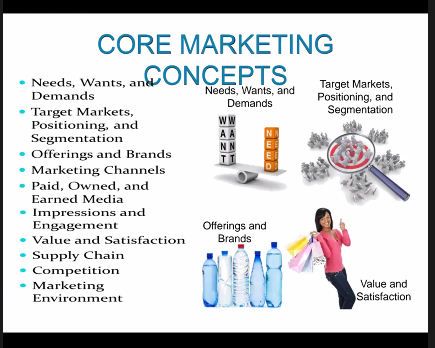 CORE MARKETING
CONCEPTS
Needs, Wants, and
Demands
Target Markets,
Positioning, and
Segmentation
Offerings and Brands
Marketing Channels
Paid, Owned, and
Earned Media
Impressions and
Engagement
Value and Satisfaction
Supply Chain
Competition
Marketing
Environment
Needs, Wants, and
Demands
Target Markets,
Positioning, and
Segmentation
WANT
WANT
NEED
Offerings and
Brands
Value and
Satisfaction